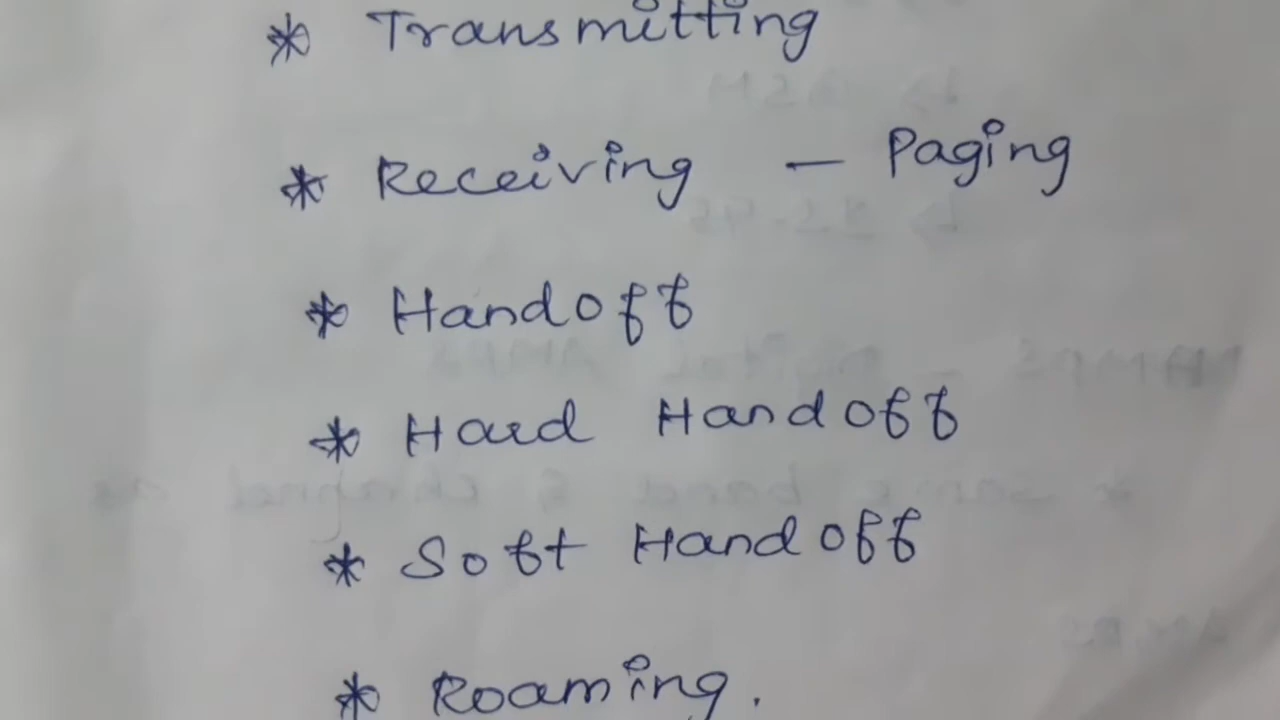 * Transmitting
* Receiving - Paging
* Handoff
* Hard Handoff
* Soft Handoff
* Roaming.